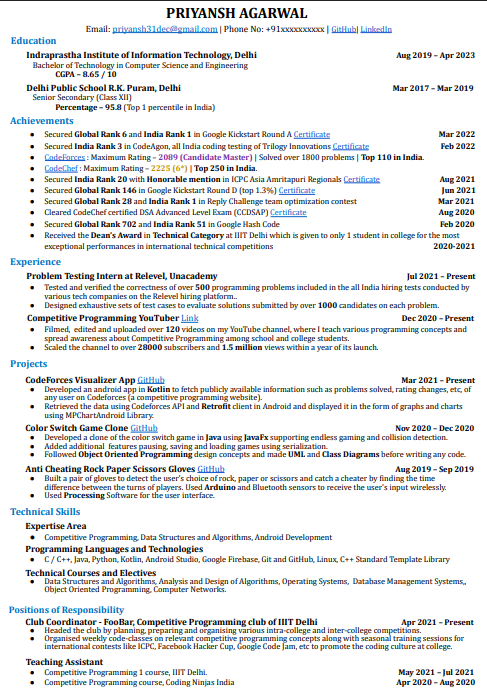 PRIYANSH AGARWAL
Email: priyansh31dec@gmail.com | Phone No: +91xxxxxxxxxx | GitHub| LinkedIn
Education
Indraprastha Institute of Information Technology, Delhi Aug 2019 – Apr 2023
Bachelor of Technology in Computer Science and Engineering
CGPA – 8.65 / 10
Delhi Public School R.K. Puram, Delhi Mar 2017 – Mar 2019
Senior Secondary (Class XII)
Percentage – 95.8 (Top 1 percentile in India)
Achievements
● Secured Global Rank 6 and India Rank 1 in Google Kickstart Round A Certificate Mar 2022
● Secured India Rank 3 in CodeAgon, all India coding testing of Trilogy Innovations Certificate Feb 2022
● CodeForces : Maximum Rating – 2089 (Candidate Master) | Solved over 1800 problems | Top 110 in India.
● CodeChef : Maximum Rating – 2225 (6*) | Top 250 in India.
● Secured India Rank 20 with Honorable mention in ICPC Asia Amritapuri Regionals Certificate Aug 2021
● Secured Global Rank 146 in Google Kickstart Round D (top 1.3%) Certificate Jun 2021
● Secured Global Rank 28 and India Rank 1 in Reply Challenge team optimization contest Mar 2021
● Cleared CodeChef certified DSA Advanced Level Exam (CCDSAP) Certificate Aug 2020
● Secured Global Rank 702 and India Rank 51 in Google Hash Code Feb 2020
● Received the Dean's Award in Technical Category at IIIT Delhi which is given to only 1 student in college for the most
exceptional performances in international technical competitions 2020-2021
Experience
Problem Testing Intern at Relevel, Unacademy Jul 2021 – Present
● Tested and verified the correctness of over 500 programming problems included in the all India hiring tests conducted by
various tech companies on the Relevel hiring platform..
● Designed exhaustive sets of test cases to evaluate solutions submitted by over 1000 candidates on each problem.
Competitive Programming YouTuber Link Dec 2020 – Present
● Filmed, edited and uploaded over 120 videos on my YouTube channel, where I teach various programming concepts and
spread awareness about Competitive Programming among school and college students.
● Scaled the channel to over 28000 subscribers and 1.5 million views within a year of its launch.
Projects
CodeForces Visualizer App GitHub Mar 2021 – Present
● Developed an android app in Kotlin to fetch publicly available information such as problems solved, rating changes, etc, of
any user on Codeforces (a competitive programming website).
● Retrieved the data using Codeforces API and Retrofit client in Android and displayed it in the form of graphs and charts
using MPChartAndroid Library.
Color Switch Game Clone GitHub Nov 2020 – Dec 2020
● Developed a clone of the color switch game in Java using JavaFx supporting endless gaming and collision detection.
● Added additional features pausing, saving and loading games using serialization.
● Followed Object Oriented Programming design concepts and made UML and Class Diagrams before writing any code.
Anti Cheating Rock Paper Scissors Gloves GitHub Aug 2019 – Sep 2019
● Built a pair of gloves to detect the user's choice of rock, paper or scissors and catch a cheater by finding the time
difference between the turns of players. Used Arduino and Bluetooth sensors to receive the user's input wirelessly.
● Used Processing Software for the user interface.
Technical Skills
Expertise Area
● Competitive Programming, Data Structures and Algorithms, Android Development
Programming Languages and Technologies
● C / C++, Java, Python, Kotlin, Android Studio, Google Firebase, Git and GitHub, Linux, C++ Standard Template Library
Technical Courses and Electives
● Data Structures and Algorithms, Analysis and Design of Algorithms, Operating Systems, Database Management Systems,,
Object Oriented Programming, Computer Networks.
Positions of Responsibility
Club Coordinator - FooBar, Competitive Programming club of IIIT Delhi Apr 2021 – Present
● Headed the club by planning, preparing and organising various intra-college and inter-college competitions.
● Organised weekly code-classes on relevant competitive programming concepts along with seasonal training sessions for
international contests like ICPC, Facebook Hacker Cup, Google Code Jam, etc to promote the coding culture at college.
Teaching Assistant
● Competitive Programming 1 course, IIIT Delhi. May 2021 – Jul 2021
● Competitive Programming course, Coding Ninjas India Apr 2020 – Aug 2020